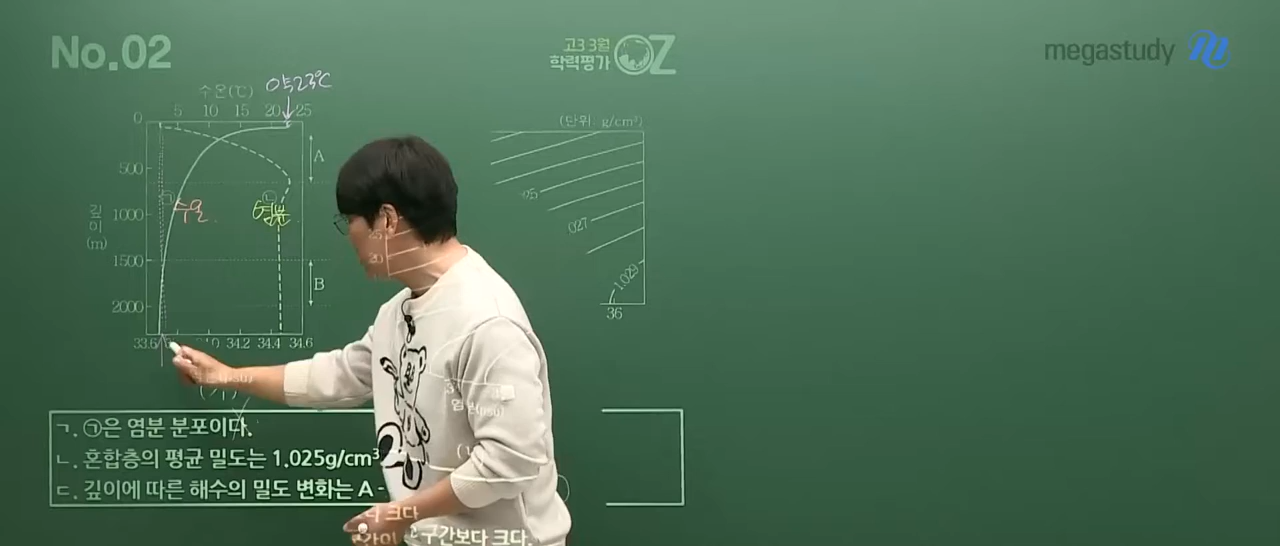 No.02
고3 3월
학력평가 OZ
megastudy
약 23℃
수온(℃)
5 10 15 20 25
0
500
1000
1500
2000
깊이
(m)
A
B
㉠
수온
㉡
염분
33.6 34.2 34.4 34.6
(단위: g/cm³)
1.029
36
ㄱ. ㉠은 염분 분포이다.
ㄴ. 혼합층의 평균 밀도는 1.025g/cm³
ㄷ. 깊이에 따른 해수의 밀도 변화는 A
구간보다 크다.